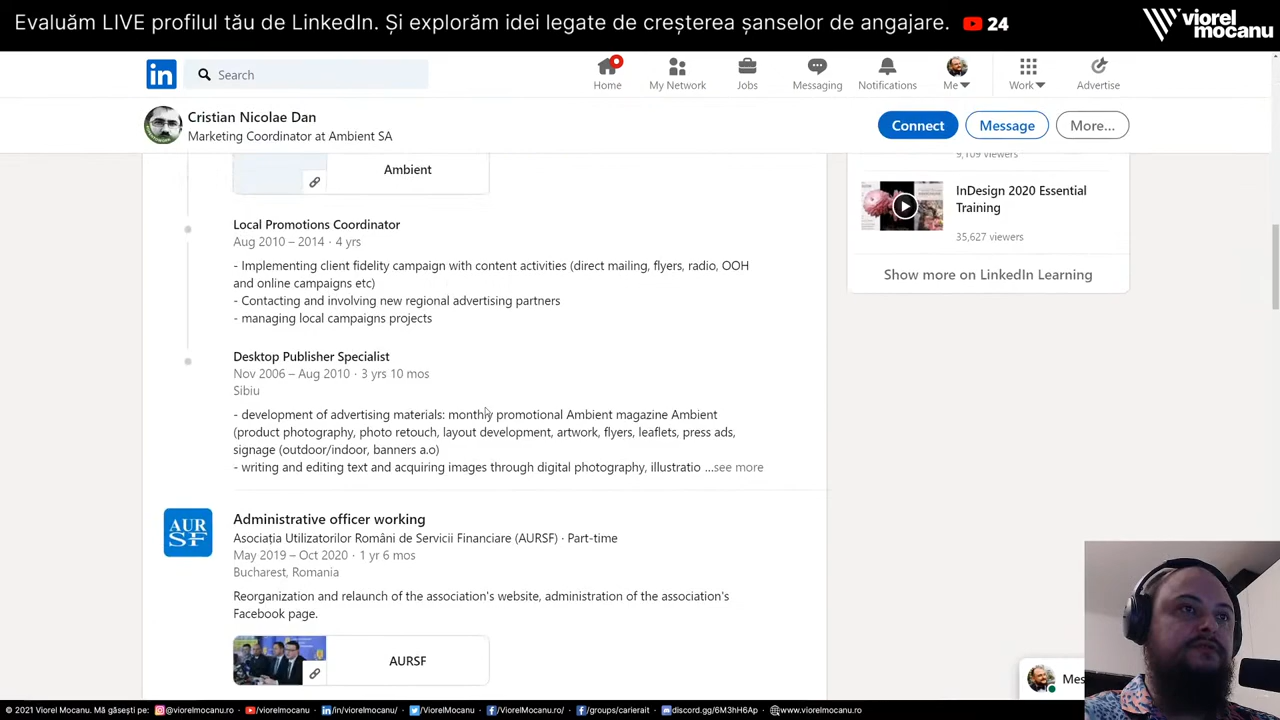 Evaluăm LIVE profilul tău de LinkedIn. Și explorăm idei legate de creșterea șanselor de angajare. 24
viorel
mocanu
in
Search
Home
My Network
Jobs
Messaging
Notifications
Me
Work
Advertise
Cristian Nicolae Dan
Marketing Coordinator at Ambient SA
Connect
Message
More...
Ambient
9,109 viewers
InDesign 2020 Essential
Training
35,627 viewers
Show more on LinkedIn Learning
Local Promotions Coordinator
Aug 2010 – 2014 · 4 yrs
- Implementing client fidelity campaign with content activities (direct mailing, flyers, radio, OOH
and online campaigns etc)
- Contacting and involving new regional advertising partners
- managing local campaigns projects
Desktop Publisher Specialist
Nov 2006 – Aug 2010 · 3 yrs 10 mos
Sibiu
- development of advertising materials: monthly promotional Ambient magazine Ambient
(product photography, photo retouch, layout development, artwork, flyers, leaflets, press ads,
signage (outdoor/indoor, banners a.o)
- writing and editing text and acquiring images through digital photography, illustratio ...see more
AUR
SF
Administrative officer working
Asociația Utilizatorilor Români de Servicii Financiare (AURSF) · Part-time
May 2019 – Oct 2020 · 1 yr 6 mos
Bucharest, Romania
Reorganization and relaunch of the association's website, administration of the association's
Facebook page.
AURSF
Mes
© 2021 Viorel Mocanu. Mă găsești pe: @viorelmocanu.ro /viorelmocanu /in/viorelmocanu/ /ViorelMocanu /ViorelMocanu.ro/ /groups/carierait discord.gg/6M3hH6Ap www.viorelmocanu.ro